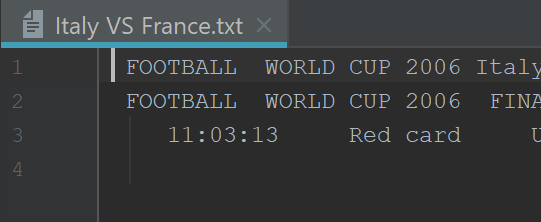 Italy VS France.txt
1 FOOTBALL  WORLD CUP 2006 Italy
2 FOOTBALL  WORLD CUP 2006  FINA
3 11:03:13     Red card     U
4